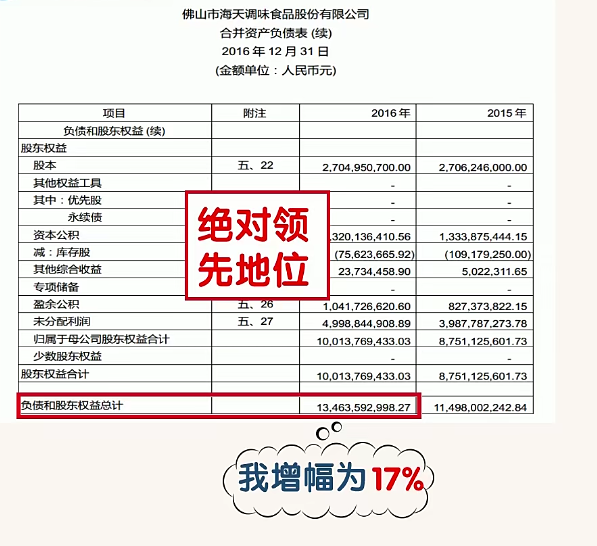 佛山市海天调味食品股份有限公司
合并资产负债表 (续)
2016 年 12 月 31 日
(金额单位：人民币元)
项目 附注 2016 年 2015 年
负债和股东权益 (续)
股东权益
股本 五、22 2,704,950,700.00 2,706,246,000.00
其他权益工具 - -
其中：优先股 - -
永续债 - -
资本公积 ,320,136,410.56 1,333,875,444.15
减：库存股 (75,623,665.92) (109,179,250.00)
其他综合收益 23,734,458.90 5,022,311.65
专项储备 - -
盈余公积 五、26 1,041,726,620.60 827,373,822.15
未分配利润 五、27 4,998,844,908.89 3,987,787,273.78
归属于母公司股东权益合计 10,013,769,433.03 8,751,125,601.73
少数股东权益 - -
股东权益合计 10,013,769,433.03 8,751,125,601.73
负债和股东权益总计 13,463,592,998.27 11,498,002,242.84
绝对领
先地位
我增幅为 17%